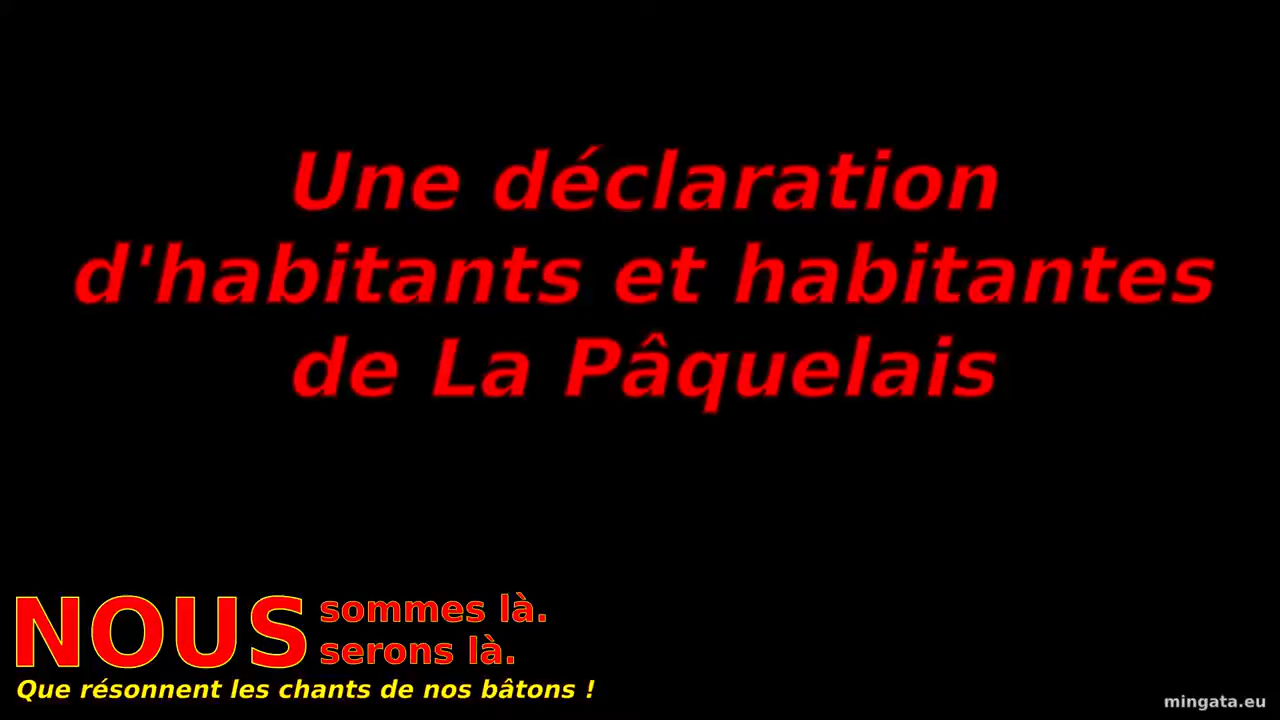 Une déclaration
d'habitants et habitantes
de La Pâquelais
NOUS sommes là.
serons là.
Que résonnent les chants de nos bâtons !
mingata.eu